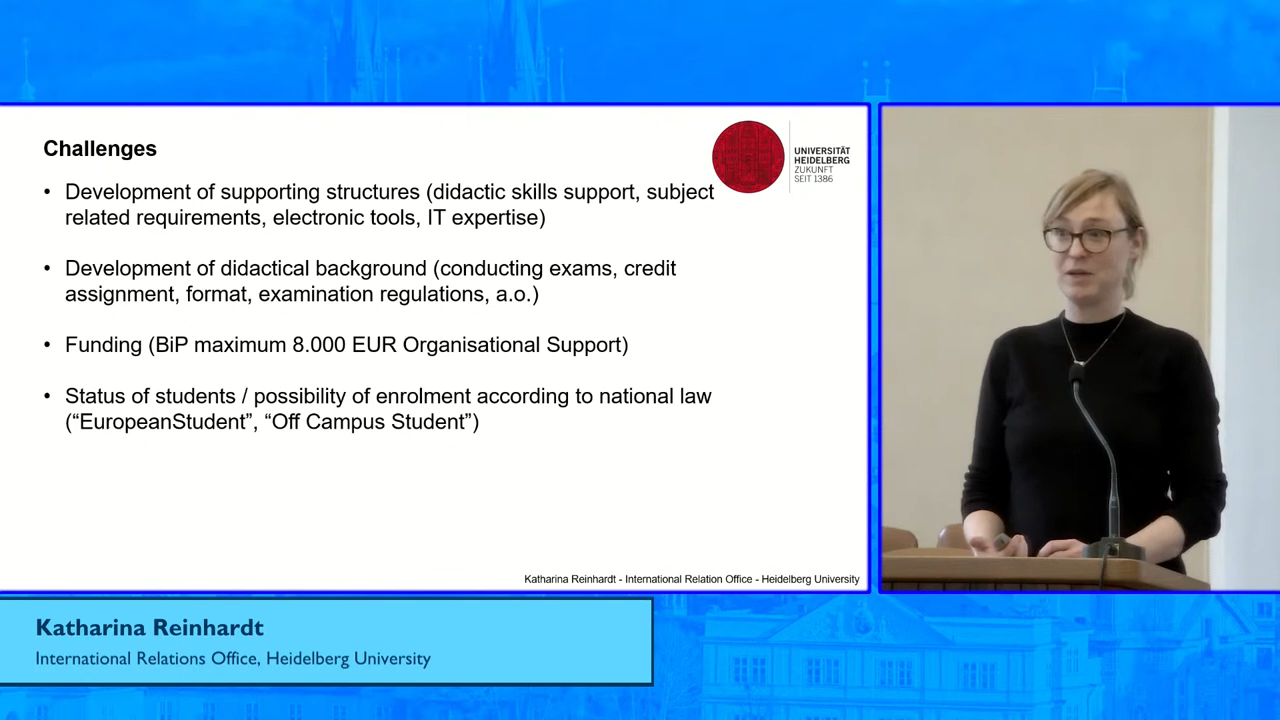 Challenges
• Development of supporting structures (didactic skills support, subject
related requirements, electronic tools, IT expertise)
• Development of didactical background (conducting exams, credit
assignment, format, examination regulations, a.o.)
• Funding (BiP maximum 8.000 EUR Organisational Support)
• Status of students / possibility of enrolment according to national law
(“EuropeanStudent”, “Off Campus Student”)
UNIVERSITÄT
HEIDELBERG
ZUKUNFT
SEIT 1386
Katharina Reinhardt - International Relation Office - Heidelberg University
Katharina Reinhardt
International Relations Office, Heidelberg University